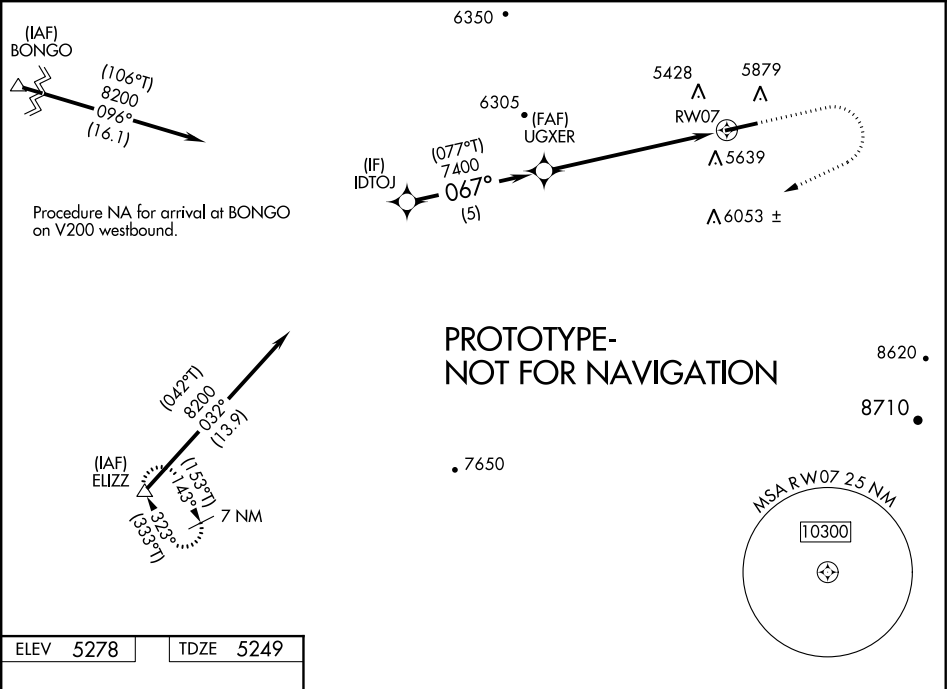 6350
(IAF)
BONGO
(106°T)
8200
096°
(16.1)
5428
5879
6305
(FAF)
UGXER
RW07
(IF)
IDTOJ
(077°T)
7400
067°
(5)
5639
6053 ±
Procedure NA for arrival at BONGO
on V200 westbound.
PROTOTYPE-
NOT FOR NAVIGATION
8620
8710
(042°T)
8200
032°
(13.9)
(IAF)
ELIZZ
(153°T)
143°
323°
(333°T)
7 NM
7650
MSA RW07 25 NM
10300
ELEV 5278
TDZE 5249